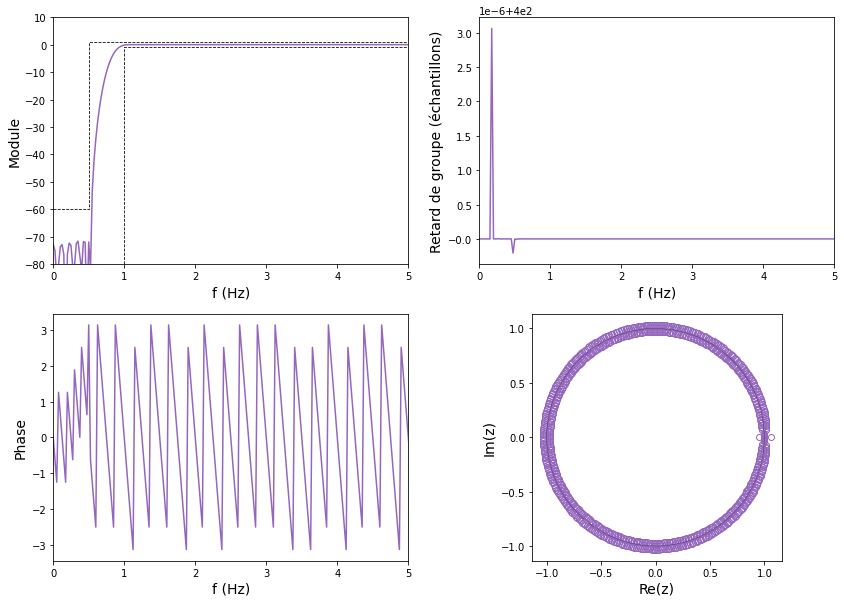 10
0
−10
−20
−30
−40
−50
−60
−70
−80
Module
0 1 2 3 4 5
f (Hz)
1e−6+4e2
3.0
2.5
2.0
1.5
1.0
0.5
−0.0
Retard de groupe (échantillons)
0 1 2 3 4 5
f (Hz)
3
2
1
0
−1
−2
−3
Phase
0 1 2 3 4 5
f (Hz)
1.0
0.5
0.0
−0.5
−1.0
Im(z)
−1.0 −0.5 0.0 0.5 1.0
Re(z)